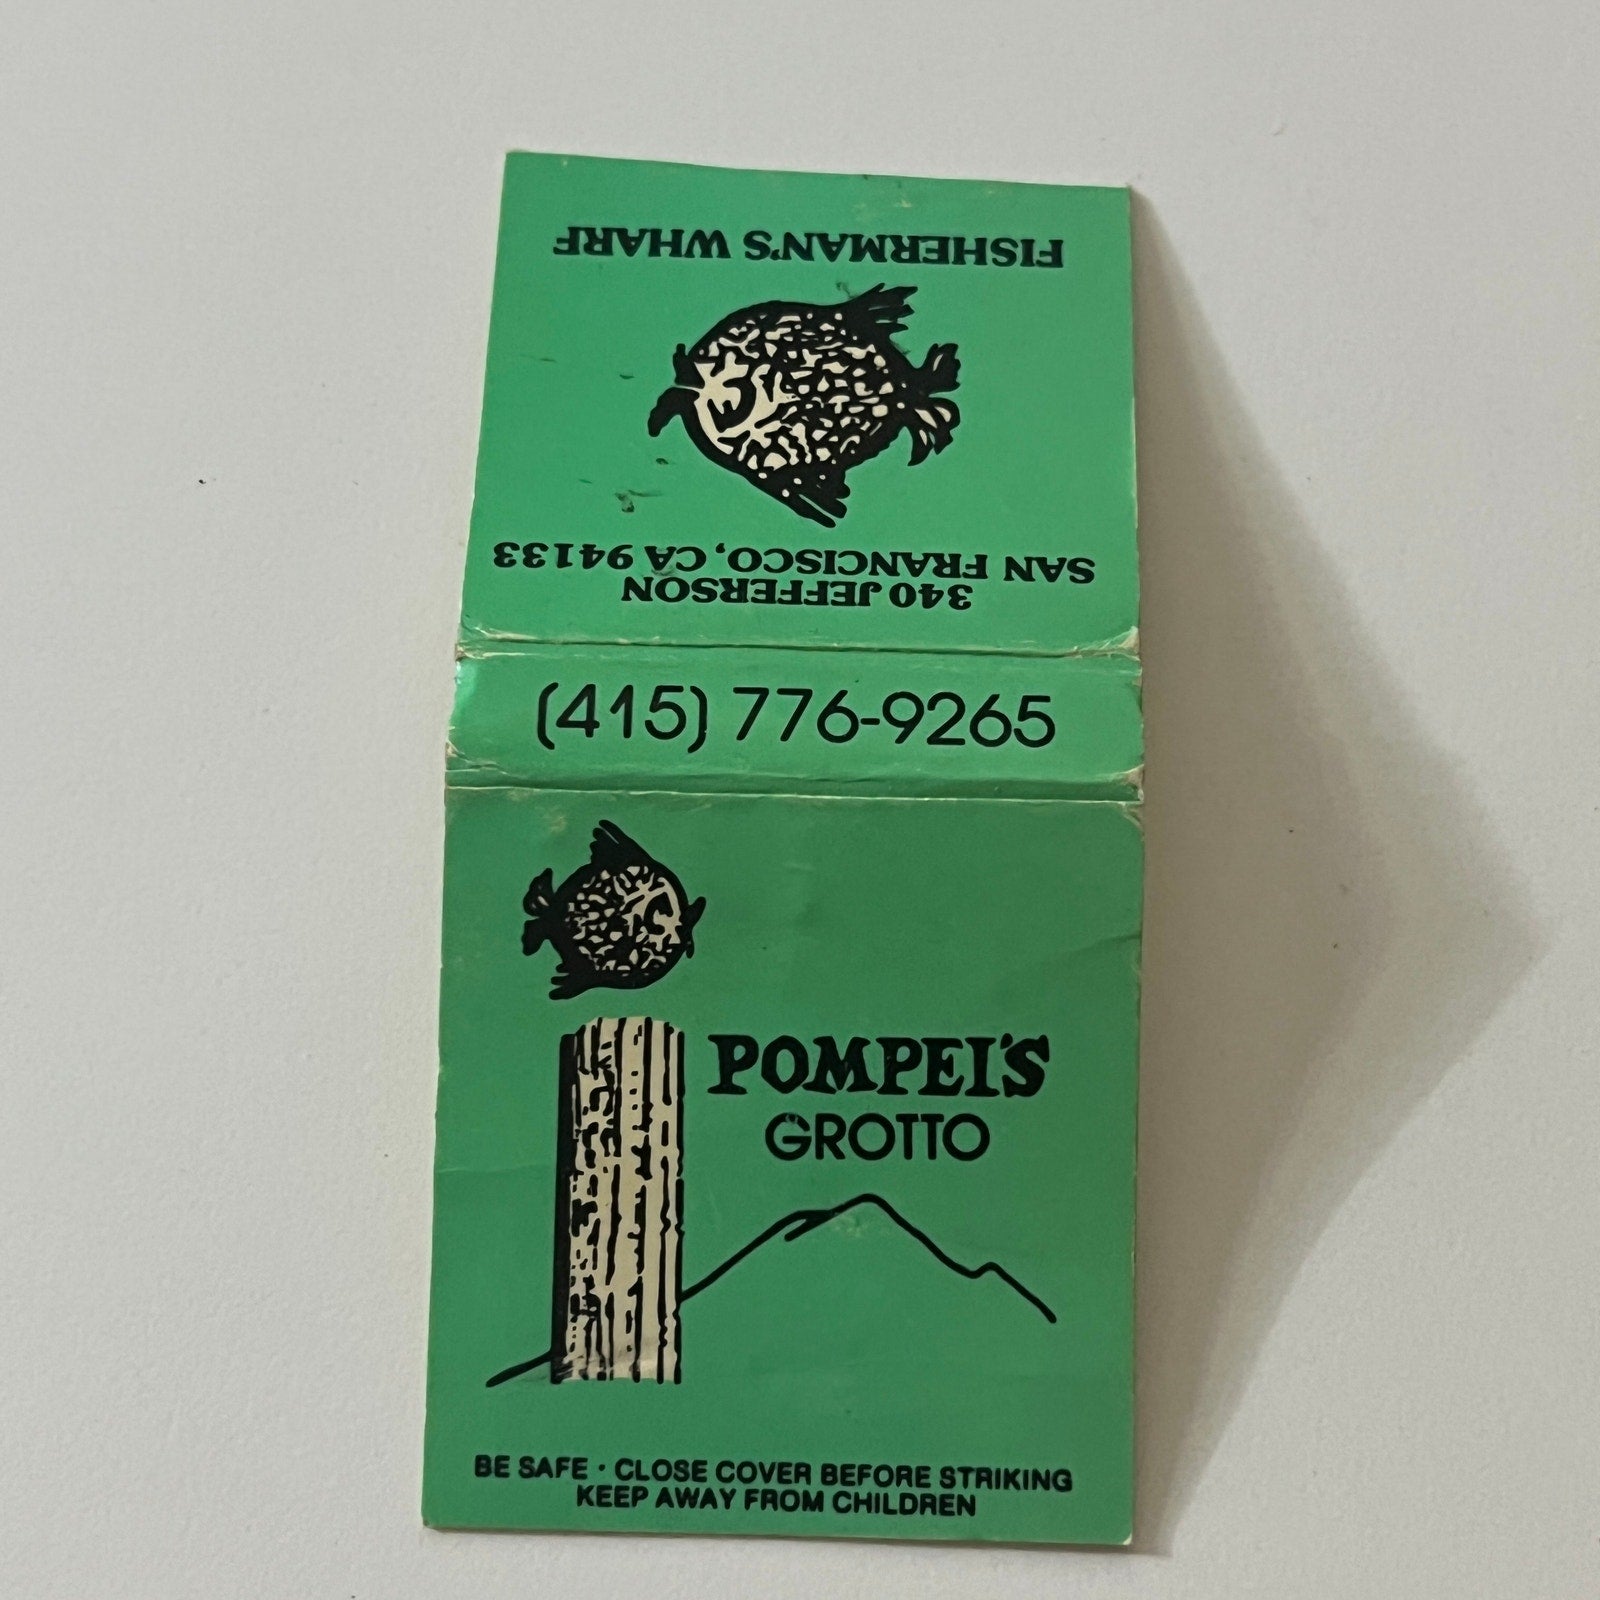 FISHERMAN'S WHARF
340 JEFFERSON
SAN FRANCISCO, CA 94133
(415) 776-9265
POMPEI'S
GROTTO
BE SAFE · CLOSE COVER BEFORE STRIKING
KEEP AWAY FROM CHILDREN